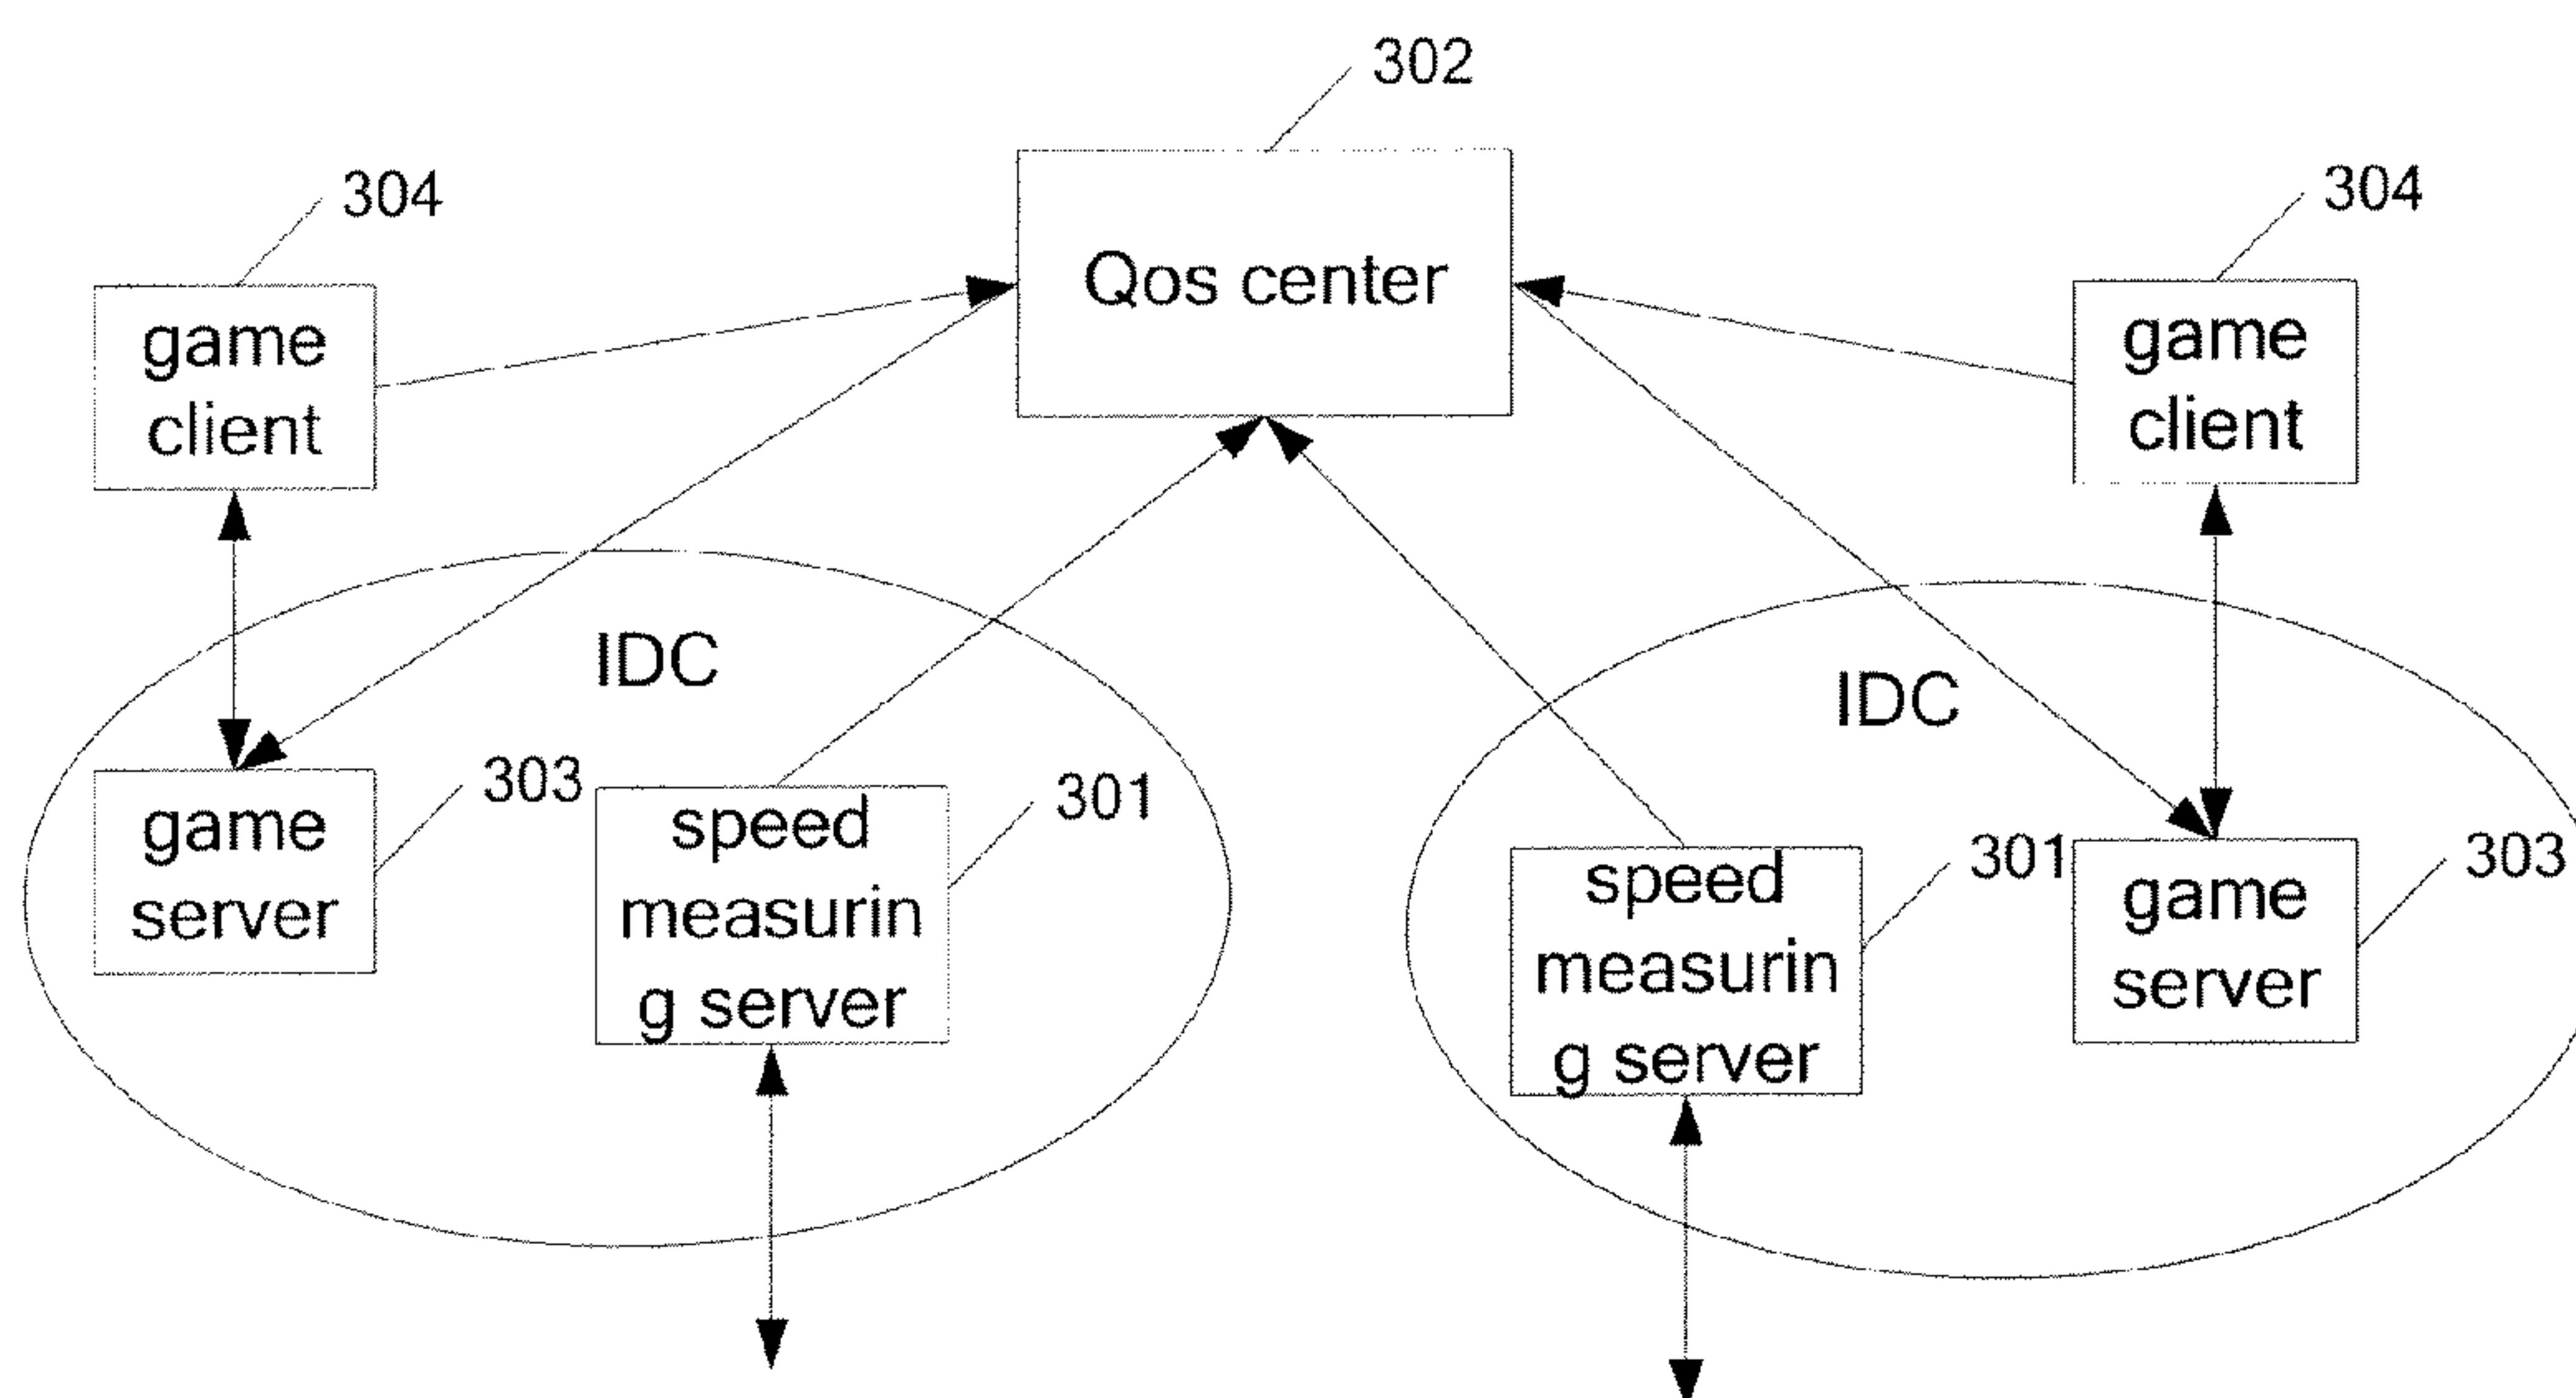 302
304
304
Qos center
game
client
game
client
IDC
IDC
303
301
game
server
speed
measurin
g server
301
303
speed
measurin
g server
game
server